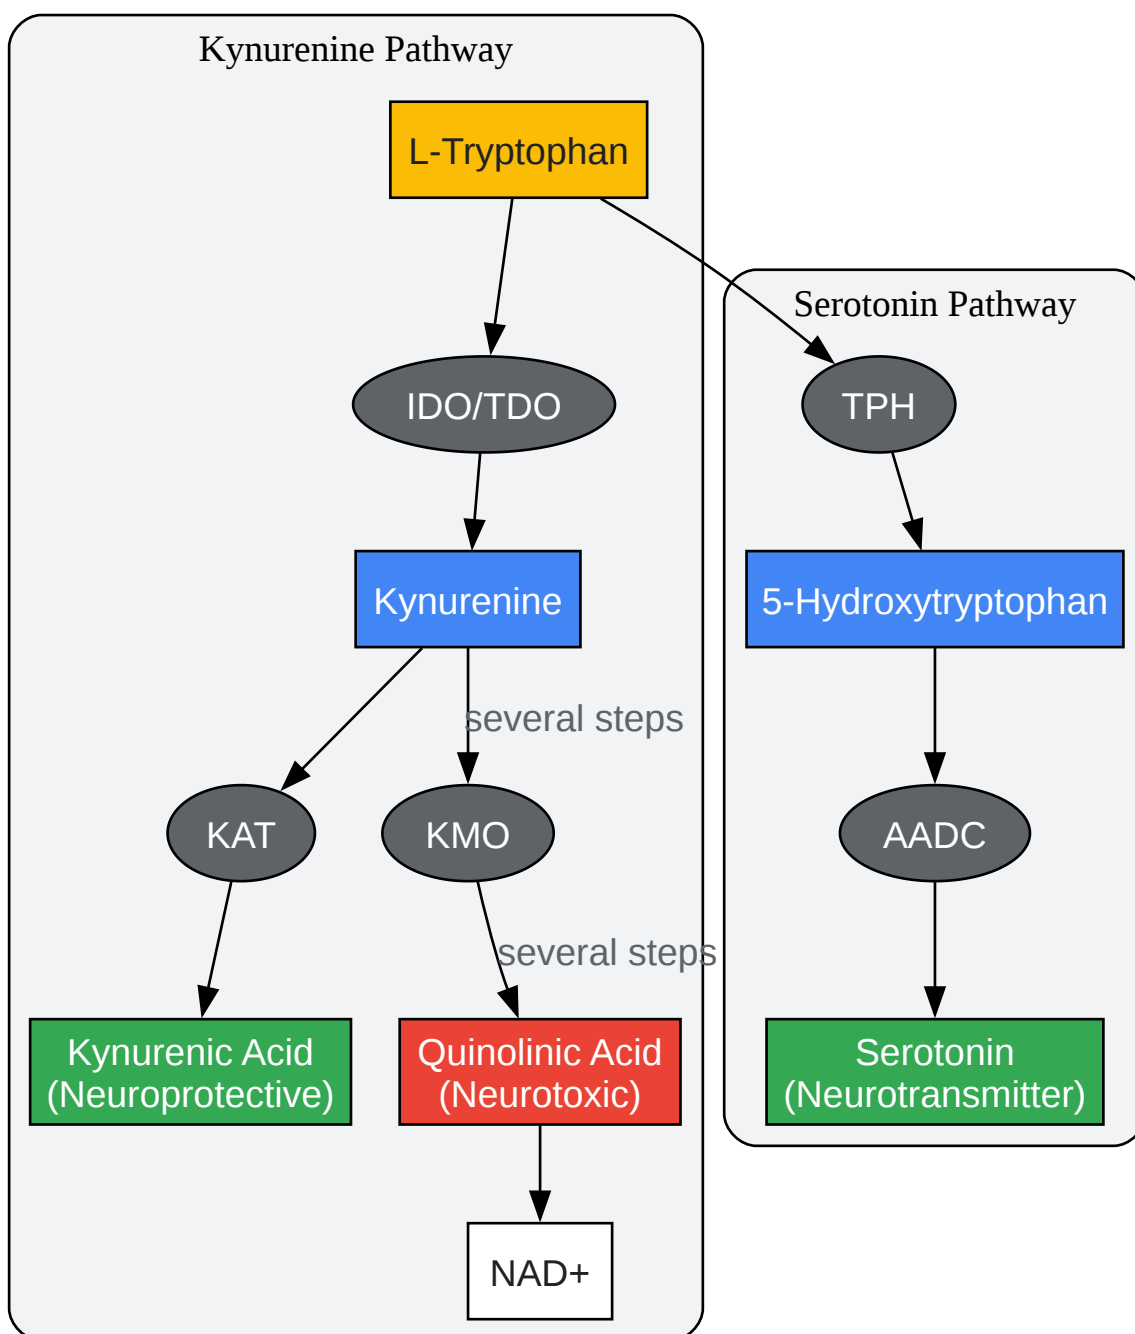 Kynurenine Pathway
L-Tryptophan
Serotonin Pathway
IDO/TDO
TPH
Kynurenine
5-Hydroxytryptophan
several steps
KAT
KMO
AADC
several steps
Kynurenic Acid
(Neuroprotective)
Quinolinic Acid
(Neurotoxic)
Serotonin
(Neurotransmitter)
NAD+